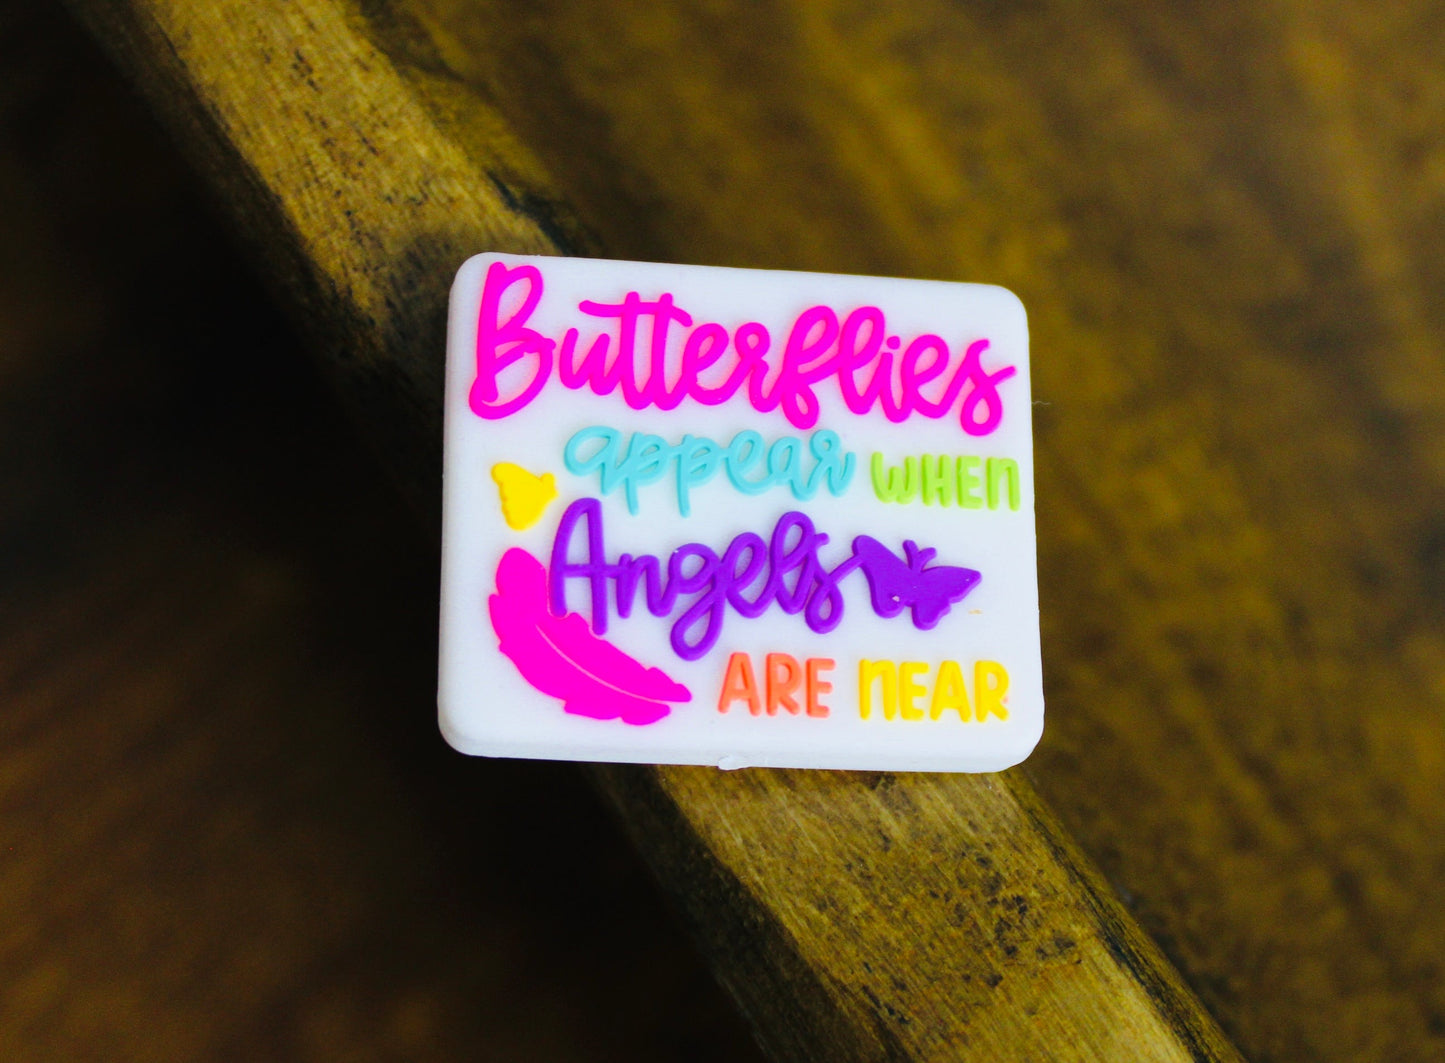 Butterflies
appear WHEN
Angels
ARE NEAR